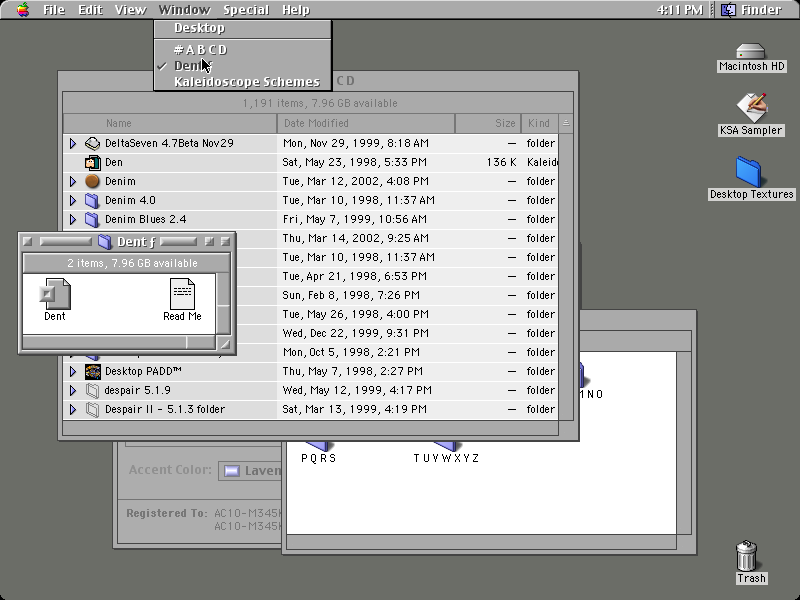 File Edit View Window Special Help 4:11 PM Finder
Desktop
# A B C D
Dent ƒ
Kaleidoscope Schemes
C D
1,191 items, 7.96 GB available
Name Date Modified Size Kind
DeltaSeven 4.7Beta Nov29 Mon, Nov 29, 1999, 8:18 AM — folder
Den Sat, May 23, 1998, 5:33 PM 136 K Kaleid
Denim Tue, Mar 12, 2002, 4:08 PM — folder
Denim 4.0 Tue, Mar 10, 1998, 11:37 AM — folder
Denim Blues 2.4 Fri, May 7, 1999, 10:56 AM — folder
Thu, Mar 14, 2002, 9:25 AM — folder
Tue, Mar 10, 1998, 11:37 AM — folder
Tue, Apr 21, 1998, 6:53 PM — folder
Sun, Feb 8, 1998, 7:26 PM — folder
Tue, May 26, 1998, 4:00 PM — folder
Wed, Dec 22, 1999, 9:31 PM — folder
Mon, Oct 5, 1998, 2:21 PM — folder
Desktop PADD™ Thu, May 7, 1998, 2:27 PM — folder
despair 5.1.9 Wed, May 12, 1999, 4:17 PM — folder
Despair II - 5.1.3 folder Sat, Mar 13, 1999, 4:19 PM — folder
Dent ƒ
2 items, 7.96 GB available
Dent
Read Me
N O
P Q R S
T U V W X Y Z
Accent Color: Laven
Registered To: AC10-M345
AC10-M345
Macintosh HD
KSA Sampler
Desktop Textures
Trash